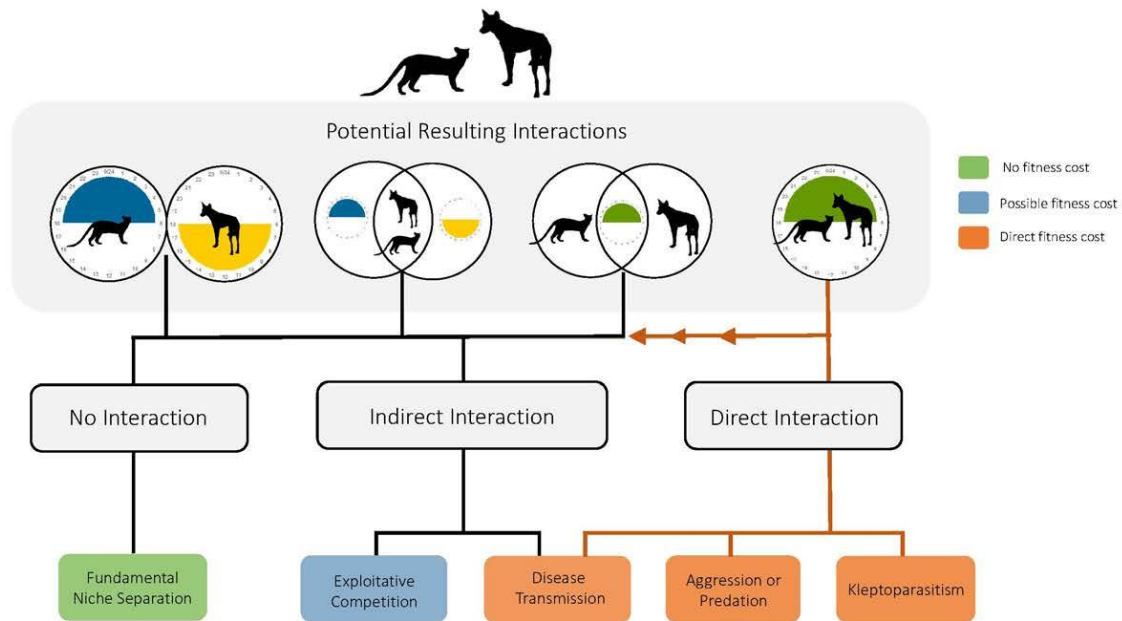 Potential Resulting Interactions
No fitness cost
Possible fitness cost
Direct fitness cost
No Interaction
Indirect Interaction
Direct Interaction
Fundamental
Niche Separation
Exploitative
Competition
Disease
Transmission
Aggression or
Predation
Kleptoparasitism